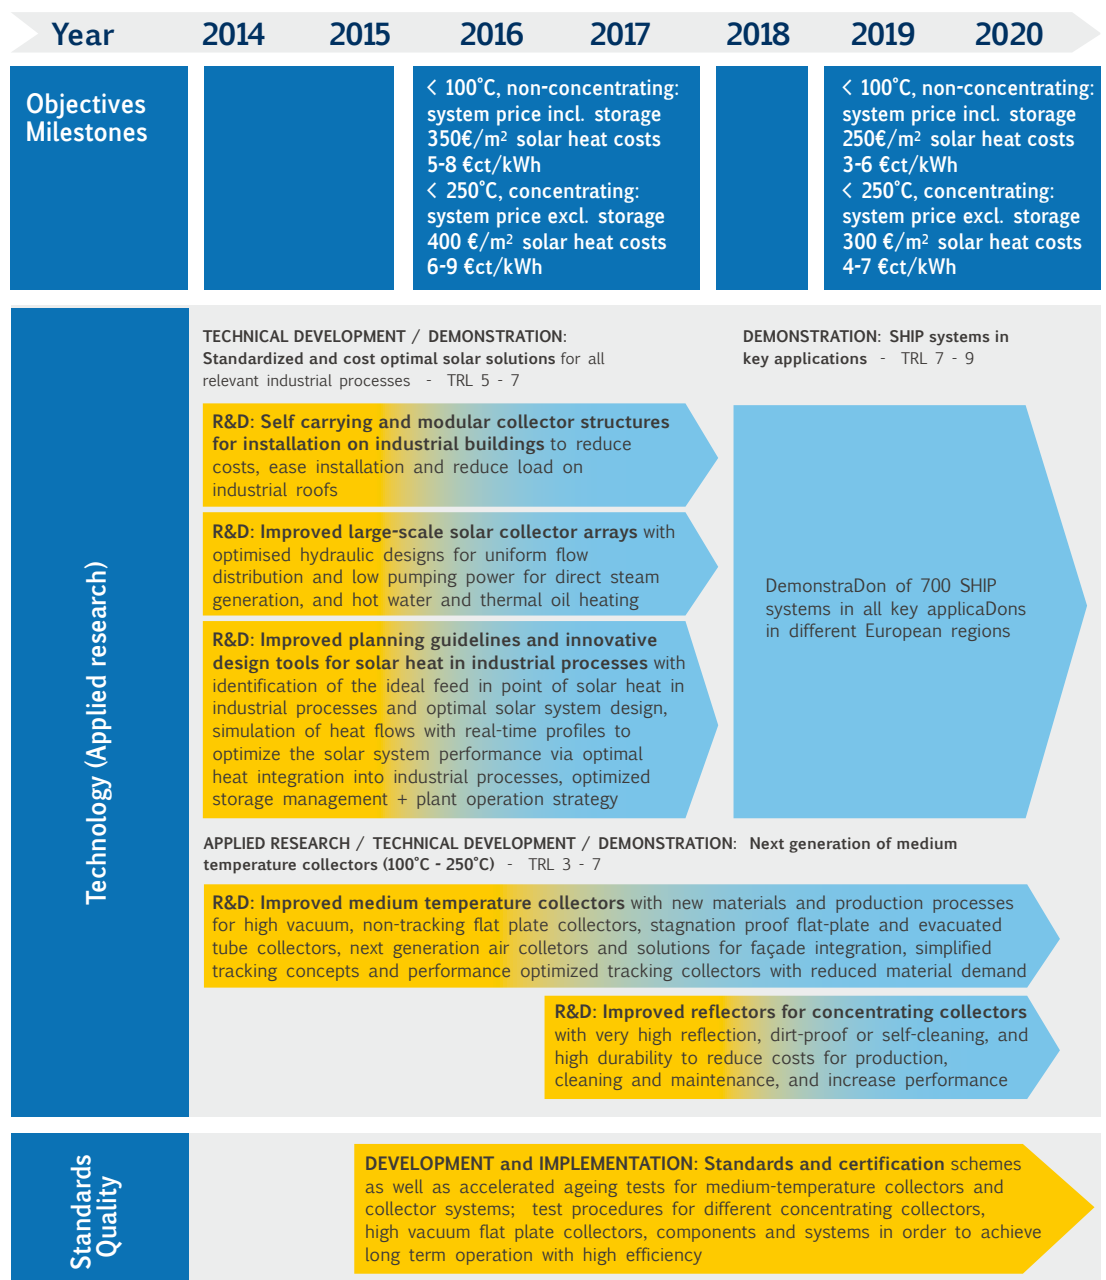 Year 2014 2015 2016 2017 2018 2019 2020
Objectives
Milestones
< 100°C, non-concentrating:
system price incl. storage
350€/m² solar heat costs
5-8 €ct/kWh
< 250°C, concentrating:
system price excl. storage
400 €/m² solar heat costs
6-9 €ct/kWh
< 100°C, non-concentrating:
system price incl. storage
250€/m² solar heat costs
3-6 €ct/kWh
< 250°C, concentrating:
system price excl. storage
300 €/m² solar heat costs
4-7 €ct/kWh
Technology (Applied research)
TECHNICAL DEVELOPMENT / DEMONSTRATION:
Standardized and cost optimal solar solutions for all
relevant industrial processes - TRL 5 - 7
DEMONSTRATION: SHIP systems in
key applications - TRL 7 - 9
R&D: Self carrying and modular collector structures
for installation on industrial buildings to reduce
costs, ease installation and reduce load on
industrial roofs
R&D: Improved large-scale solar collector arrays with
optimised hydraulic designs for uniform flow
distribution and low pumping power for direct steam
generation, and hot water and thermal oil heating
R&D: Improved planning guidelines and innovative
design tools for solar heat in industrial processes with
identification of the ideal feed in point of solar heat in
industrial processes and optimal solar system design,
simulation of heat flows with real-time profiles to
optimize the solar system performance via optimal
heat integration into industrial processes, optimized
storage management + plant operation strategy
DemonstraDon of 700 SHIP
systems in all key applicaDons
in different European regions
APPLIED RESEARCH / TECHNICAL DEVELOPMENT / DEMONSTRATION: Next generation of medium
temperature collectors (100°C - 250°C) - TRL 3 - 7
R&D: Improved medium temperature collectors with new materials and production processes
for high vacuum, non-tracking flat plate collectors, stagnation proof flat-plate and evacuated
tube collectors, next generation air colletors and solutions for façade integration, simplified
tracking concepts and performance optimized tracking collectors with reduced material demand
R&D: Improved reflectors for concentrating collectors
with very high reflection, dirt-proof or self-cleaning, and
high durability to reduce costs for production,
cleaning and maintenance, and increase performance
Standards
Quality
DEVELOPMENT and IMPLEMENTATION: Standards and certification schemes
as well as accelerated ageing tests for medium-temperature collectors and
collector systems; test procedures for different concentrating collectors,
high vacuum flat plate collectors, components and systems in order to achieve
long term operation with high efficiency